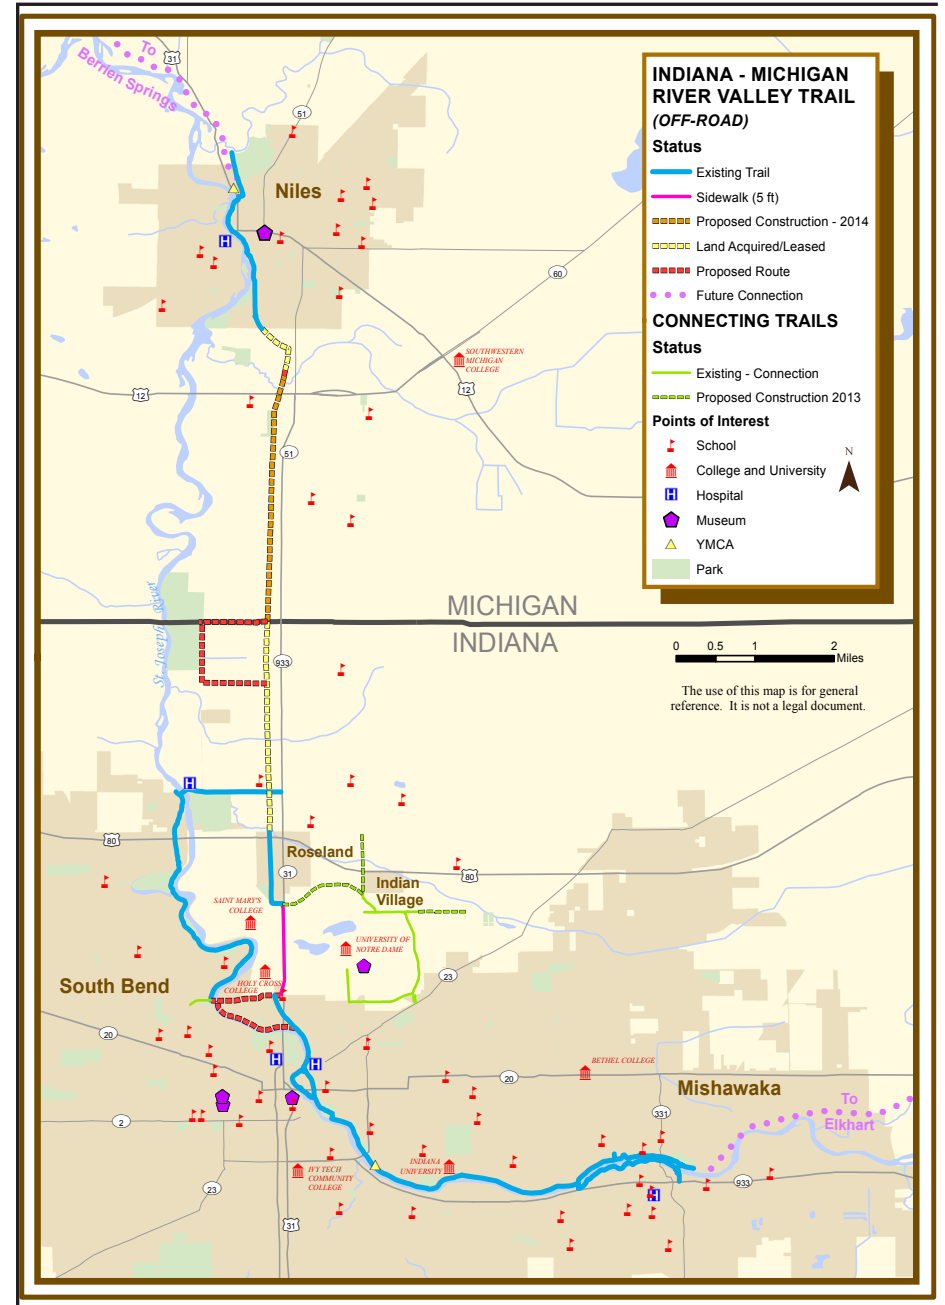 To
Berrien Springs
31
51
Niles
60
SOUTHWESTERN
MICHIGAN
COLLEGE
12
12
51
St. Joseph River
MICHIGAN
INDIANA
933
80
Roseland
31
80
Indian
Village
SAINT MARY'S
COLLEGE
UNIVERSITY OF
NOTRE DAME
South Bend
HOLY CROSS
COLLEGE
23
20
BETHEL COLLEGE
20
Mishawaka
331
To
Elkhart
2
INDIANA
UNIVERSITY
IVY TECH
COMMUNITY
COLLEGE
23
933
31
INDIANA - MICHIGAN
RIVER VALLEY TRAIL
(OFF-ROAD)
Status
Existing Trail
Sidewalk (5 ft)
Proposed Construction - 2014
Land Acquired/Leased
Proposed Route
Future Connection
CONNECTING TRAILS
Status
Existing - Connection
Proposed Construction 2013
Points of Interest
School
N
College and University
H Hospital
Museum
YMCA
Park
0 0.5 1 2
Miles
The use of this map is for general
reference. It is not a legal document.
H
H
H
H
H